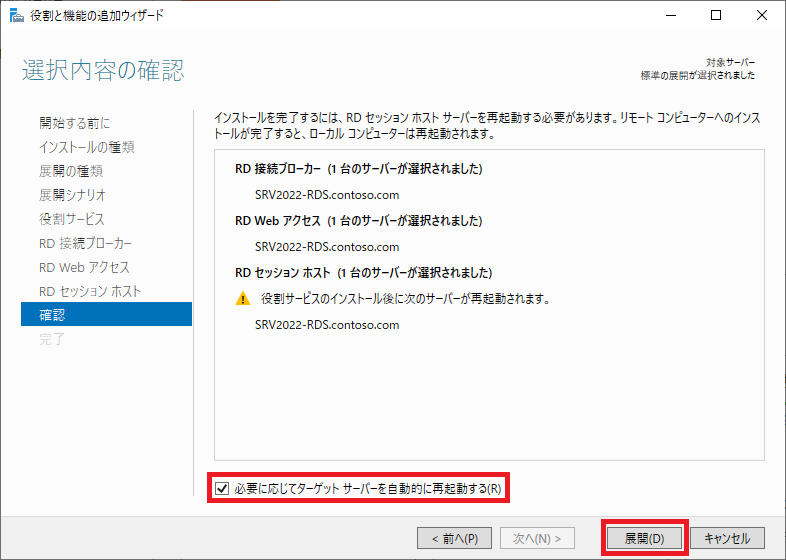 役割と機能の追加ウィザード
選択内容の確認
対象サーバー
標準の展開が選択されました
開始する前に
インストールの種類
展開の種類
展開シナリオ
役割サービス
RD 接続ブローカー
RD Web アクセス
RD セッション ホスト
確認
完了
インストールを完了するには、RD セッション ホスト サーバーを再起動する必要があります。リモート コンピューターへのインス
トールが完了すると、ローカル コンピューターは再起動されます。
RD 接続ブローカー (1 台のサーバーが選択されました)
SRV2022-RDS.contoso.com
RD Web アクセス (1 台のサーバーが選択されました)
SRV2022-RDS.contoso.com
RD セッション ホスト (1 台のサーバーが選択されました)
役割サービスのインストール後に次のサーバーが再起動されます。
SRV2022-RDS.contoso.com
必要に応じてターゲット サーバーを自動的に再起動する(R)
< 前へ(P)
次へ(N) >
展開(D)
キャンセル